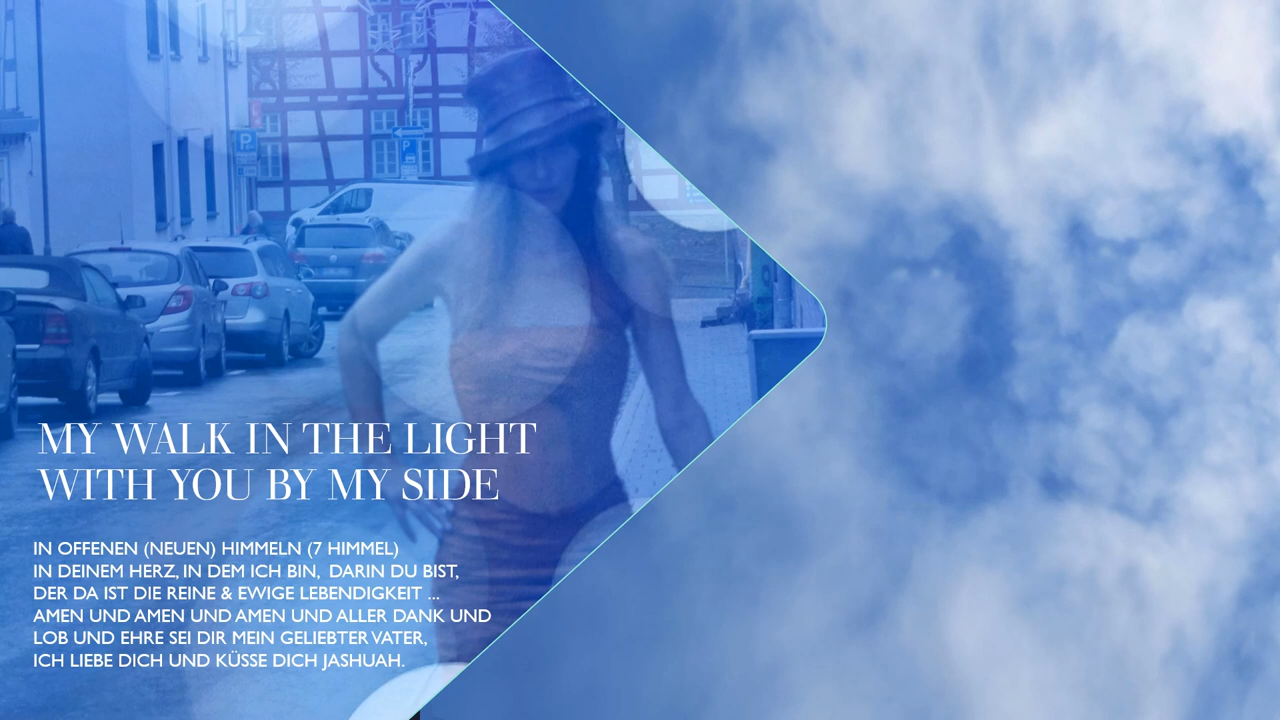 MY WALK IN THE LIGHT
WITH YOU BY MY SIDE
IN OFFENEN (NEUEN) HIMMELN (7 HIMMEL)
IN DEINEM HERZ, IN DEM ICH BIN, DARIN DU BIST,
DER DA IST DIE REINE & EWIGE LEBENDIGKEIT ...
AMEN UND AMEN UND AMEN UND ALLER DANK UND
LOB UND EHRE SEI DIR MEIN GELIEBTER VATER,
ICH LIEBE DICH UND KÜSSE DICH JASHUAH.
P
P